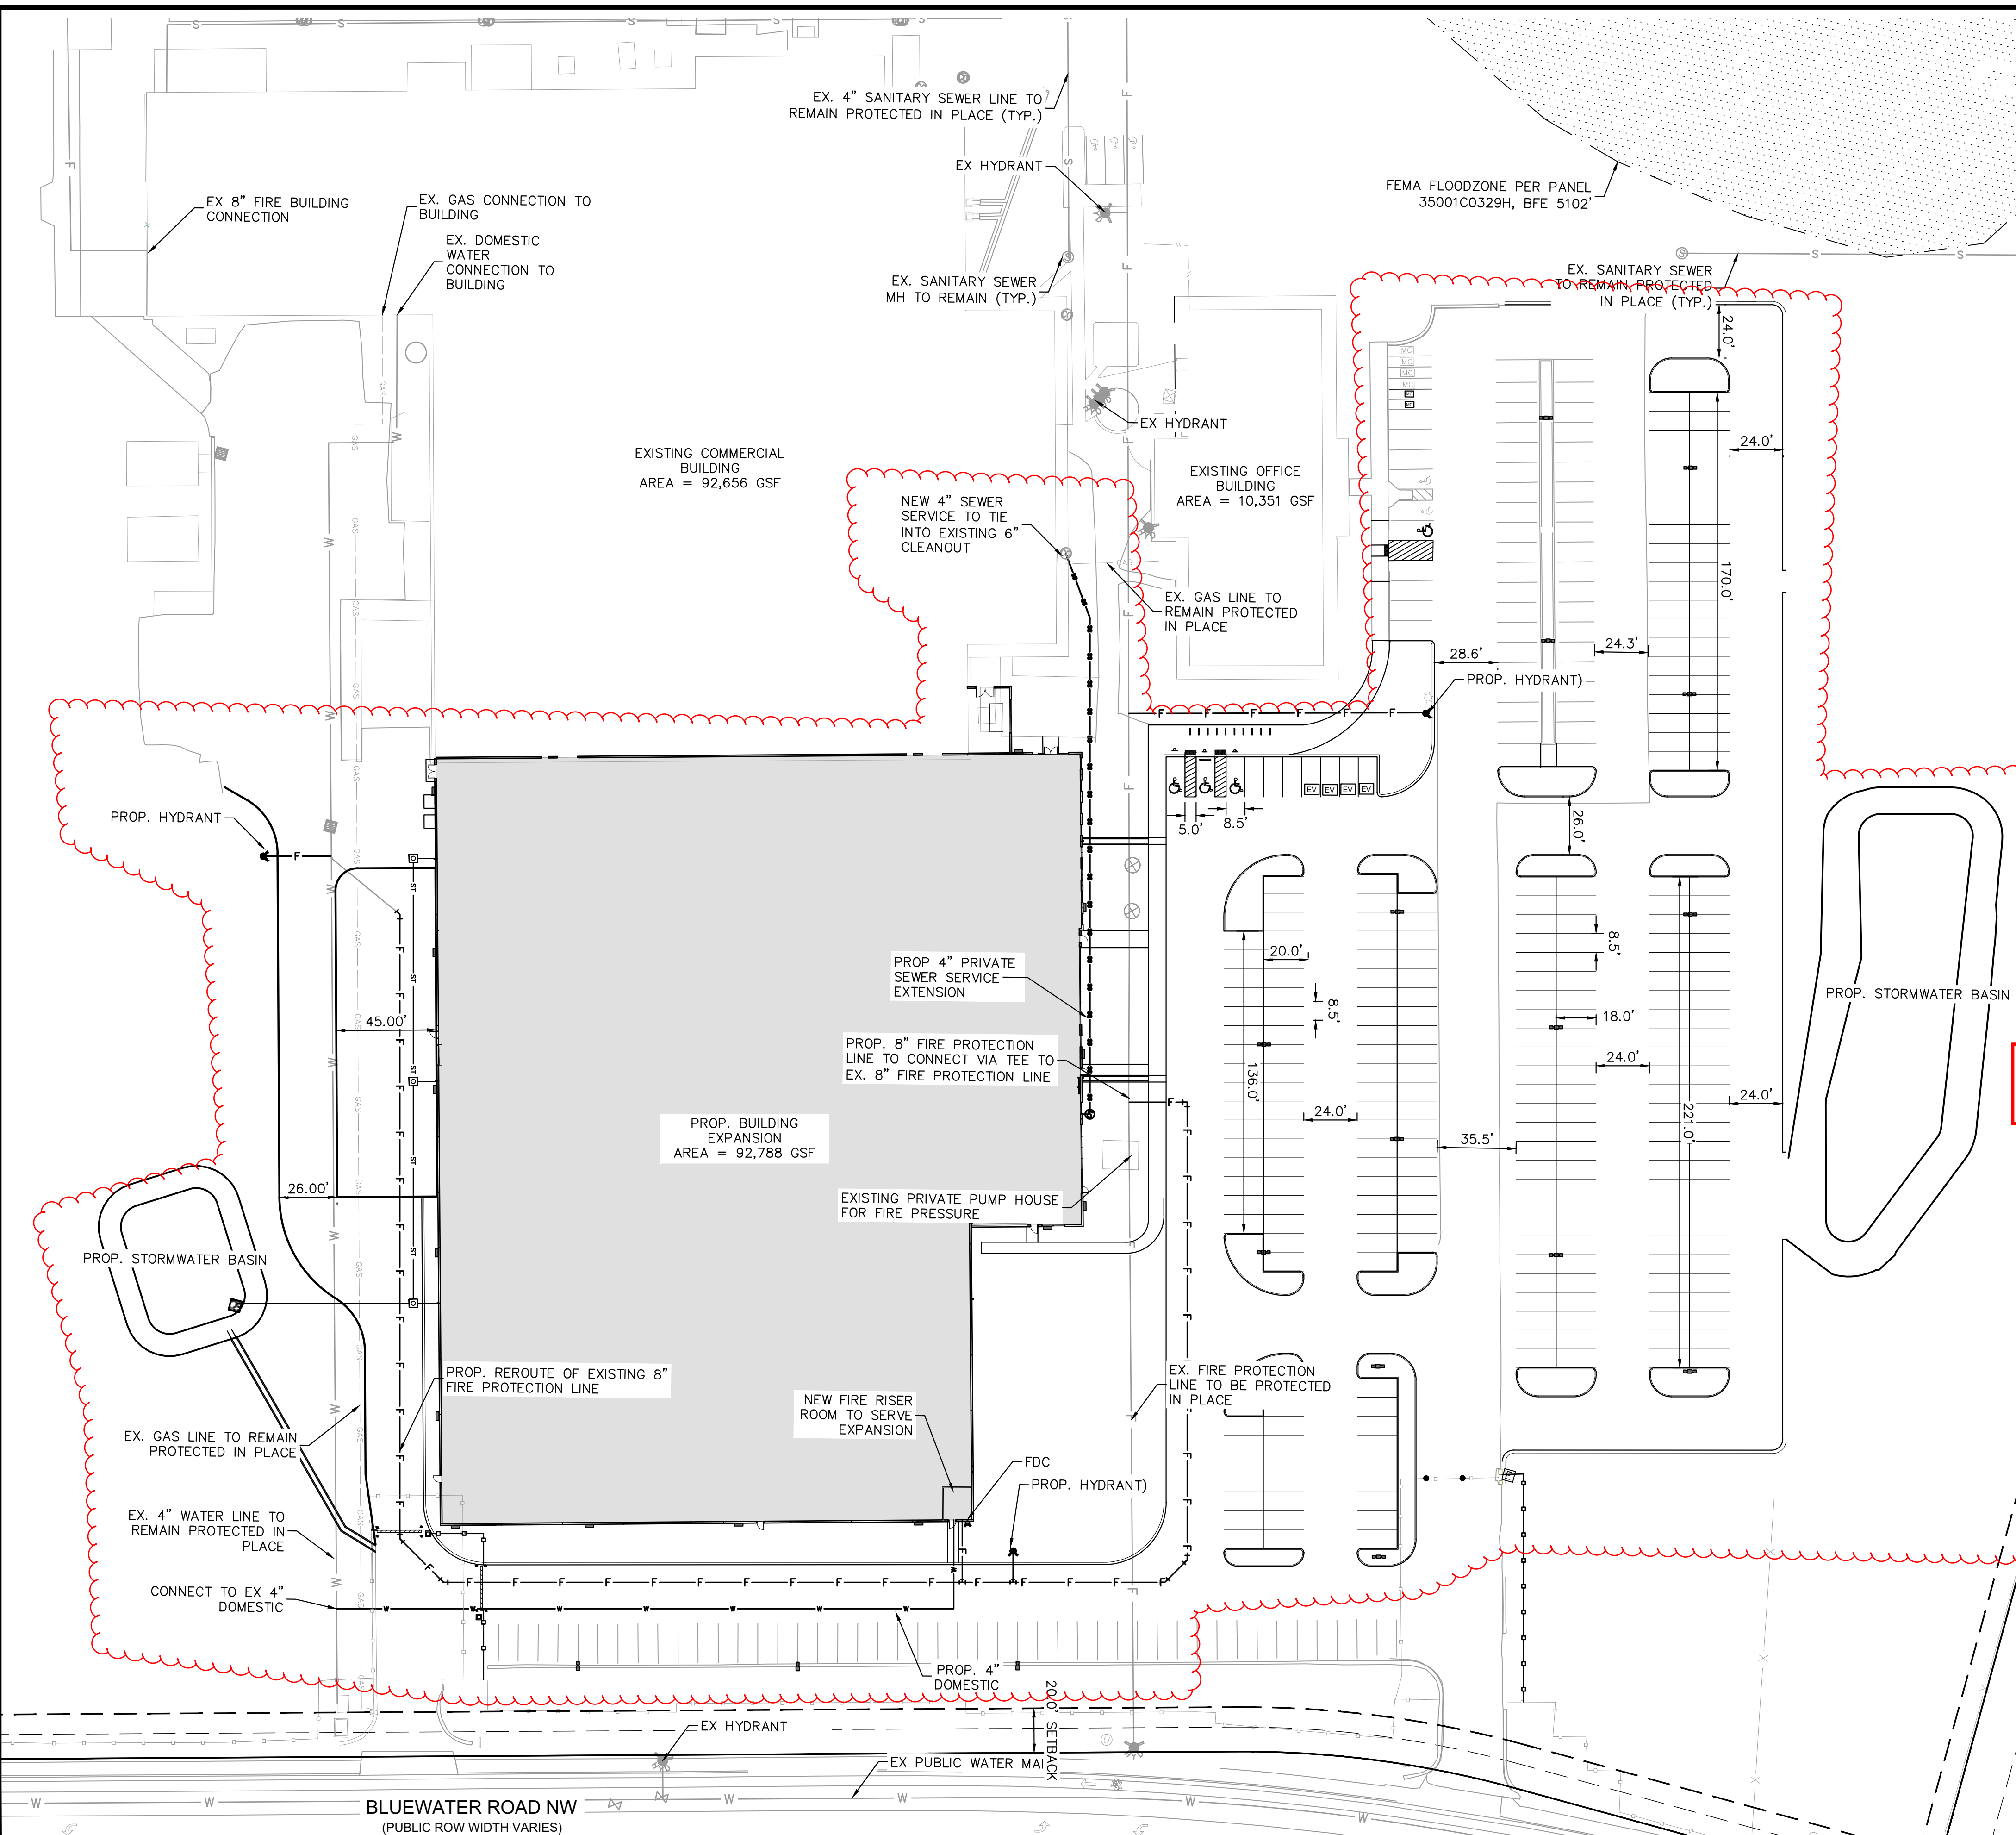 EX. 4" SANITARY SEWER LINE TO
REMAIN PROTECTED IN PLACE (TYP.)
EX HYDRANT
FEMA FLOODZONE PER PANEL
35001C0329H, BFE 5102'
EX 8" FIRE BUILDING
CONNECTION
EX. GAS CONNECTION TO
BUILDING
EX. DOMESTIC
WATER
CONNECTION TO
BUILDING
EX. SANITARY SEWER
MH TO REMAIN (TYP.)
EX. SANITARY SEWER
TO REMAIN PROTECTED
IN PLACE (TYP.)
24.0'
EX HYDRANT
EXISTING COMMERCIAL
BUILDING
AREA = 92,656 GSF
EXISTING OFFICE
BUILDING
AREA = 10,351 GSF
24.0'
NEW 4" SEWER
SERVICE TO TIE
INTO EXISTING 6"
CLEANOUT
170.0'
EX. GAS LINE TO
REMAIN PROTECTED
IN PLACE
28.6'
24.3'
PROP. HYDRANT)
MC
MC
MC
MC
MC
MC
EV EV EV EV
5.0'
8.5'
26.0'
PROP. HYDRANT
PROP 4" PRIVATE
SEWER SERVICE
EXTENSION
20.0'
8.5'
8.5'
PROP. STORMWATER BASIN
18.0'
45.00'
PROP. 8" FIRE PROTECTION
LINE TO CONNECT VIA TEE TO
EX. 8" FIRE PROTECTION LINE
136.0'
24.0'
24.0'
24.0'
221.0'
35.5'
PROP. BUILDING
EXPANSION
AREA = 92,788 GSF
26.00'
EXISTING PRIVATE PUMP HOUSE
FOR FIRE PRESSURE
PROP. STORMWATER BASIN
PROP. REROUTE OF EXISTING 8"
FIRE PROTECTION LINE
EX. FIRE PROTECTION
LINE TO BE PROTECTED
IN PLACE
NEW FIRE RISER
ROOM TO SERVE
EXPANSION
EX. GAS LINE TO REMAIN
PROTECTED IN PLACE
FDC
PROP. HYDRANT)
EX. 4" WATER LINE TO
REMAIN PROTECTED IN
PLACE
CONNECT TO EX 4"
DOMESTIC
PROP. 4"
DOMESTIC
20.0' SETBACK
EX HYDRANT
EX PUBLIC WATER MAI
BLUEWATER ROAD NW
(PUBLIC ROW WIDTH VARIES)